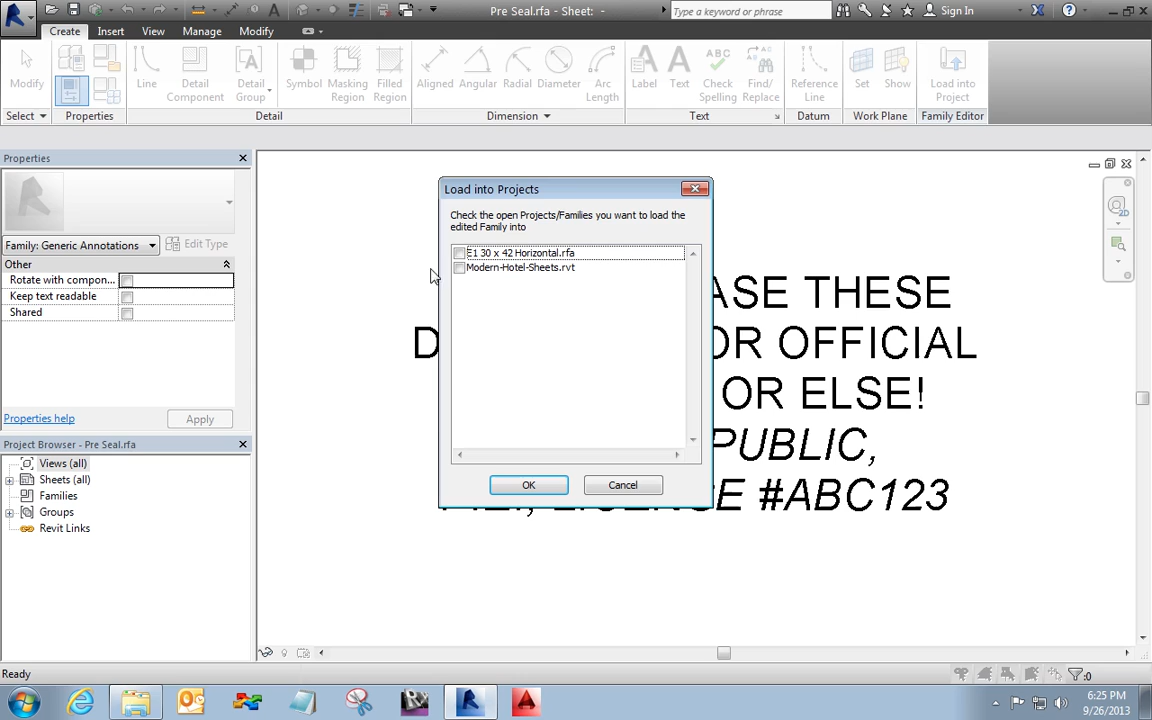 Pre Seal.rfa - Sheet: -
Type a keyword or phrase
Sign In
Create Insert View Manage Modify
Modify
Line
Detail Component
Detail Group
Symbol
Masking Region
Filled Region
Aligned
Angular
Radial
Diameter
Arc Length
Label
Text
Check Spelling
Find/ Replace
Reference Line
Set
Show
Load into Project
Select
Properties
Detail
Dimension
Text
Datum
Work Plane
Family Editor
Properties
Family: Generic Annotations
Edit Type
Other
Rotate with compon...
Keep text readable
Shared
Properties help
Apply
Project Browser - Pre Seal.rfa
Views (all)
Sheets (all)
Families
Groups
Revit Links
Load into Projects
Check the open Projects/Families you want to load the
edited Family into
E1 30 x 42 Horizontal.rfa
Modern-Hotel-Sheets.rvt
OK
Cancel
ASE THESE
D OR OFFICIAL
OR ELSE!
PUBLIC,
#ABC123
Ready
:0
6:25 PM
9/26/2013